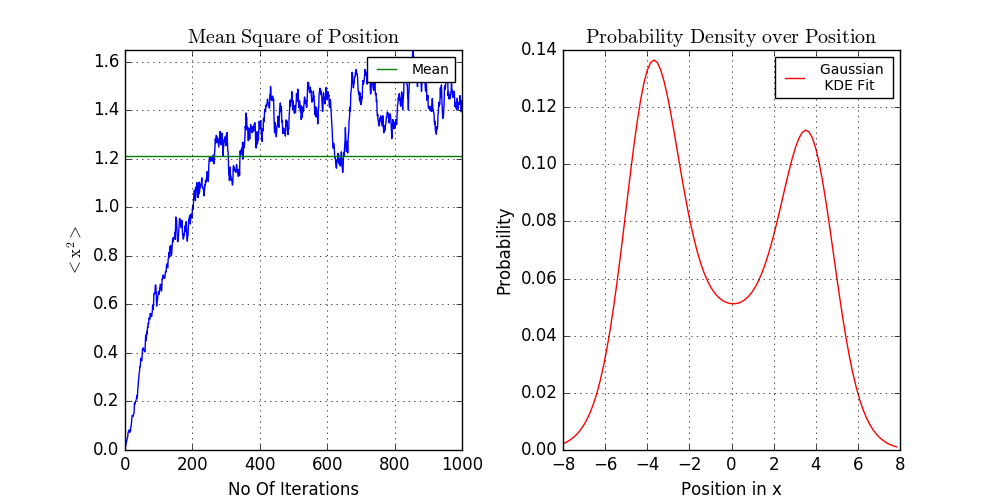 Mean Square of Position
1.6
1.4
1.2
1.0
0.8
0.6
0.4
0.2
0.0
<x²>
Mean
0 200 400 600 800 1000
No Of Iterations
Probability Density over Position
0.14
0.12
0.10
0.08
0.06
0.04
0.02
0.00
Probability
Gaussian
KDE Fit
−8 −6 −4 −2 0 2 4 6 8
Position in x